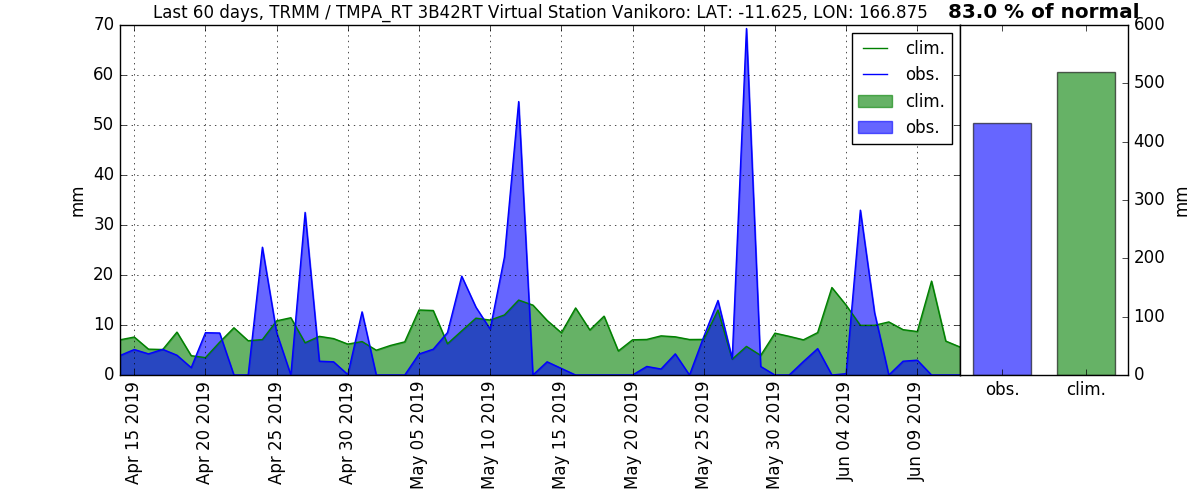 Last 60 days, TRMM / TMPA_RT 3B42RT Virtual Station Vanikoro: LAT: -11.625, LON: 166.875
83.0 % of normal
70
60
50
40
30
20
10
0
mm
clim.
obs.
clim.
obs.
600
500
400
300
200
100
0
mm
obs.
clim.
Apr 15 2019
Apr 20 2019
Apr 25 2019
Apr 30 2019
May 05 2019
May 10 2019
May 15 2019
May 20 2019
May 25 2019
May 30 2019
Jun 04 2019
Jun 09 2019